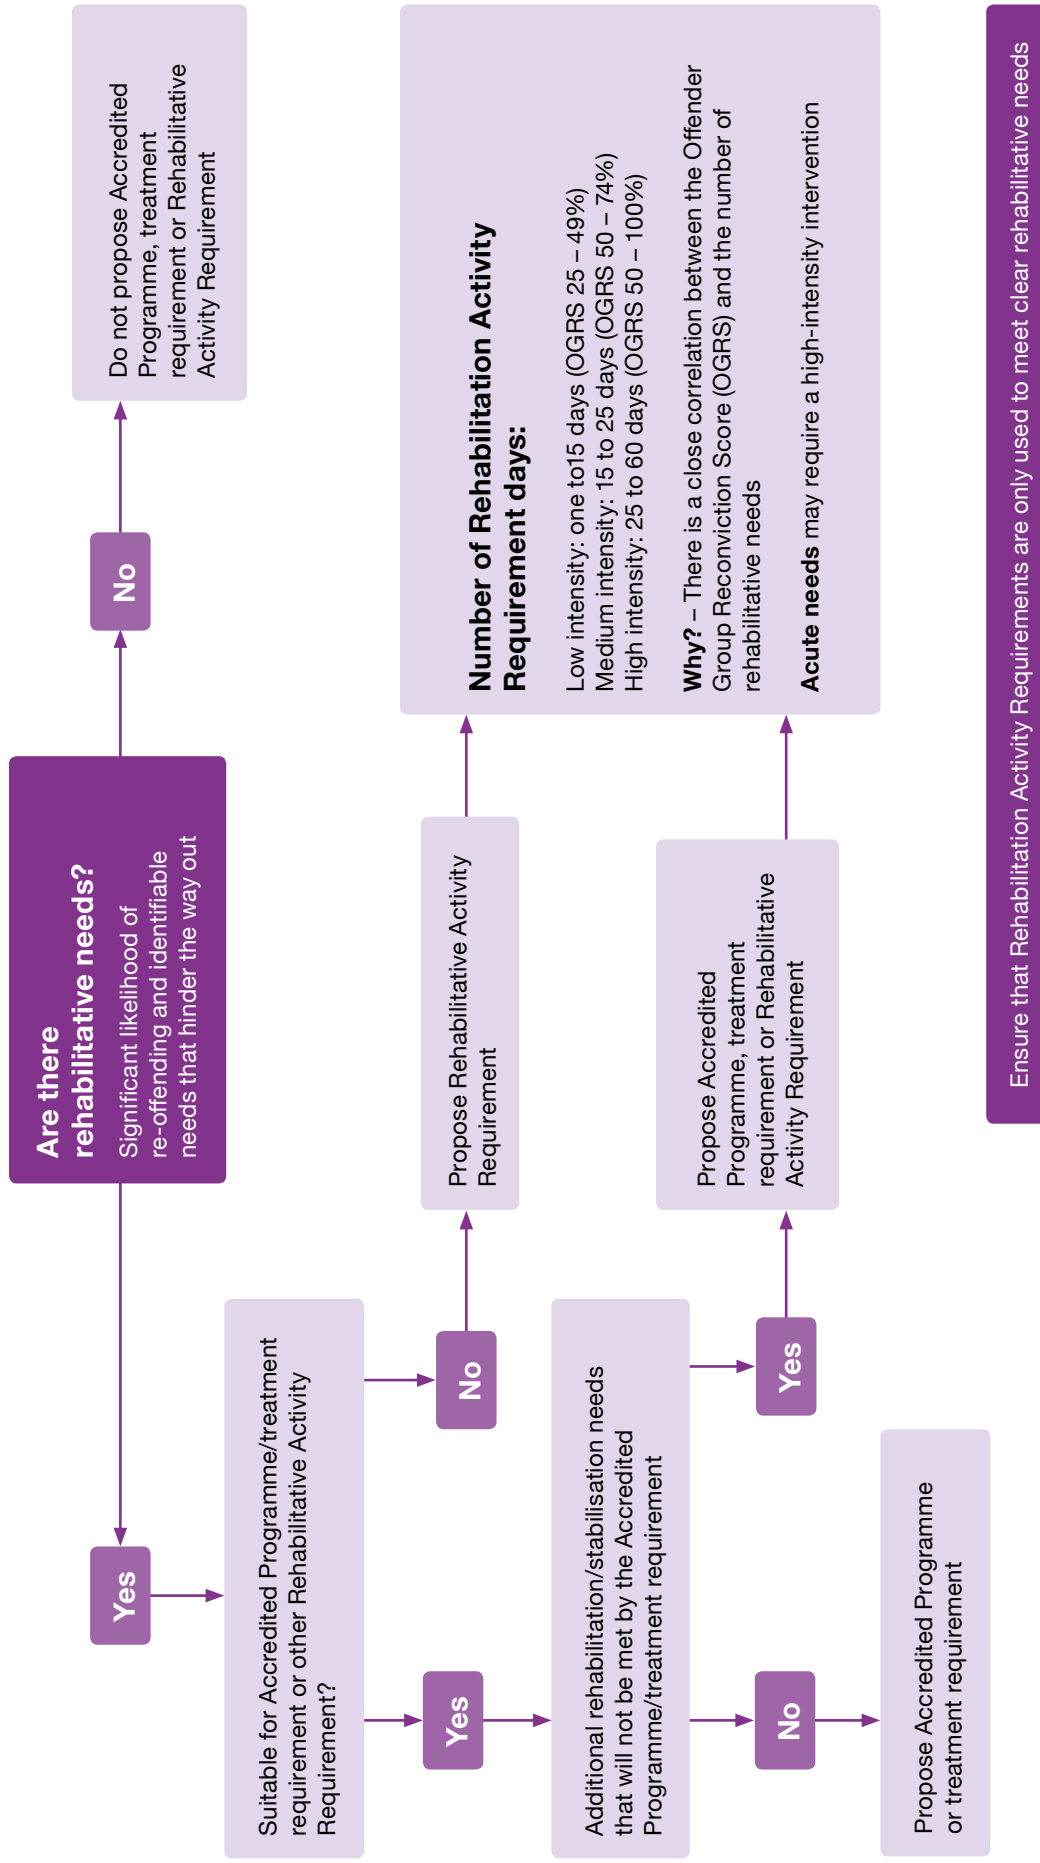 Are there
rehabilitative needs?
Significant likelihood of
re-offending and identifiable
needs that hinder the way out
Yes
No
Do not propose Accredited
Programme, treatment
requirement or Rehabilitative
Activity Requirement
Suitable for Accredited Programme/treatment
requirement or other Rehabilitative Activity
Requirement?
Yes
No
Propose Rehabilitative Activity
Requirement
Number of Rehabilitation Activity
Requirement days:
Low intensity: one to15 days (OGRS 25 – 49%)
Medium intensity: 15 to 25 days (OGRS 50 – 74%)
High intensity: 25 to 60 days (OGRS 50 – 100%)
Why? – There is a close correlation between the Offender
Group Reconviction Score (OGRS) and the number of
rehabilitative needs
Acute needs may require a high-intensity intervention
Additional rehabilitation/stabilisation needs
that will not be met by the Accredited
Programme/treatment requirement
No
Yes
Propose Accredited
Programme, treatment
requirement or Rehabilitative
Activity Requirement
Propose Accredited Programme
or treatment requirement
Ensure that Rehabilitation Activity Requirements are only used to meet clear rehabilitative needs